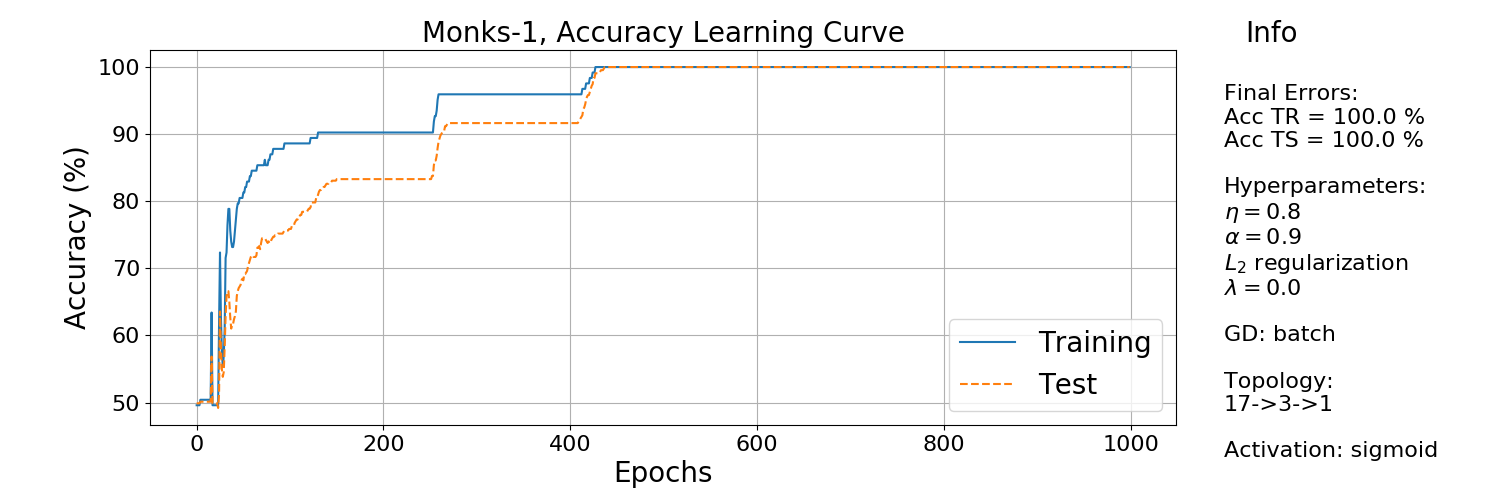 Monks-1, Accuracy Learning Curve
Accuracy (%)
100
90
80
70
60
50
0 200 400 600 800 1000
Epochs
Training
Test
Info
Final Errors:
Acc TR = 100.0 %
Acc TS = 100.0 %
Hyperparameters:
η = 0.8
α = 0.9
L₂ regularization
λ = 0.0
GD: batch
Topology:
17->3->1
Activation: sigmoid